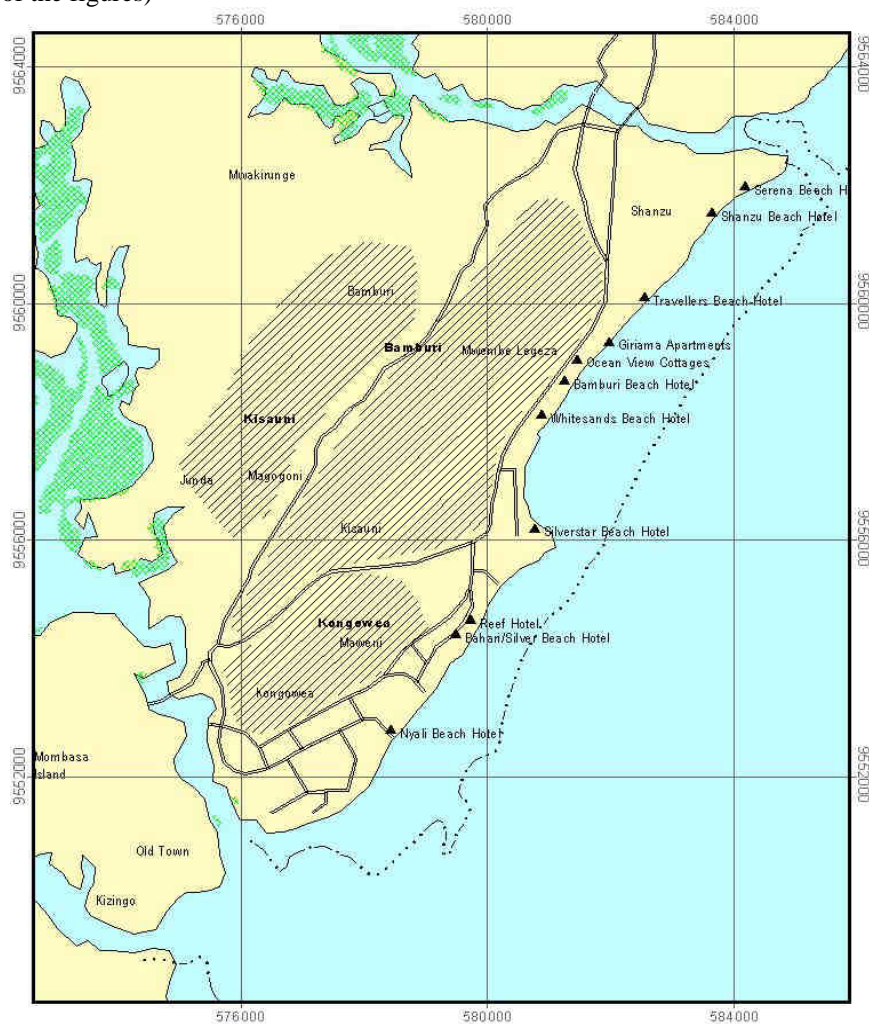 of the figures)
576000
580000
584000
9564000
9564000
Mwakirunge
Serena Beach H
Shanzu
Shanzu Beach Hotel
Bamburi
9560000
Travellers Beach Hotel
9560000
Giriama Apartments
Bamburi
Mwembe Legeza
Ocean View Cottages
Bamburi Beach Hotel
Kisauni
Whitesands Beach Hotel
Junda
Magogoni
Kisauni
Silverstar Beach Hotel
9556000
9556000
Kongowea
Reef Hotel
Maweni
Bahari/Silver Beach Hotel
Kongowea
Nyali Beach Hotel
Mombasa
Island
9552000
9552000
Old Town
Kizingo
576000
580000
584000